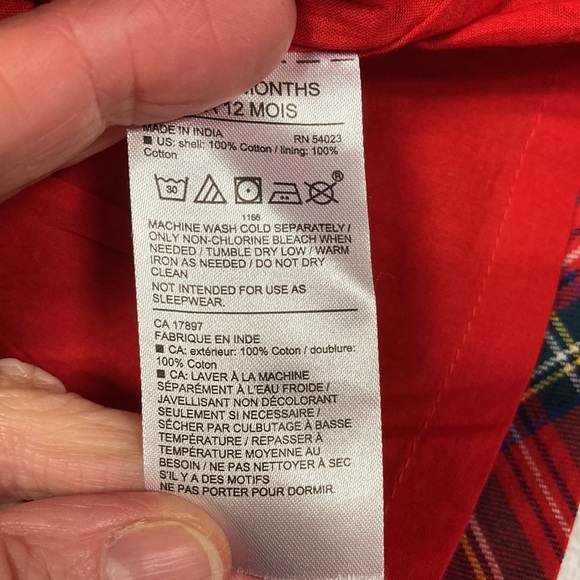 MONTHS
12 MOIS
MADE IN INDIA RN 54023
■ US: shell: 100% Cotton / lining: 100%
Cotton
30 ®
1166
MACHINE WASH COLD SEPARATELY /
ONLY NON-CHLORINE BLEACH WHEN
NEEDED / TUMBLE DRY LOW / WARM
IRON AS NEEDED / DO NOT DRY
CLEAN
NOT INTENDED FOR USE AS
SLEEPWEAR.
CA 17897
FABRIQUE EN INDE
■ CA: extérieur: 100% Coton / doublure:
100% Coton
■ CA: LAVER À LA MACHINE
SÉPARÉMENT À L'EAU FROIDE /
JAVELLISANT NON DÉCOLORANT
SEULEMENT SI NECESSAIRE /
SÉCHER PAR CULBUTAGE À BASSE
TEMPÉRATURE / REPASSER À
TEMPÉRATURE MOYENNE AU
BESOIN / NE PAS NETTOYER À SEC
S'IL Y A DES MOTIFS
NE PAS PORTER POUR DORMIR.